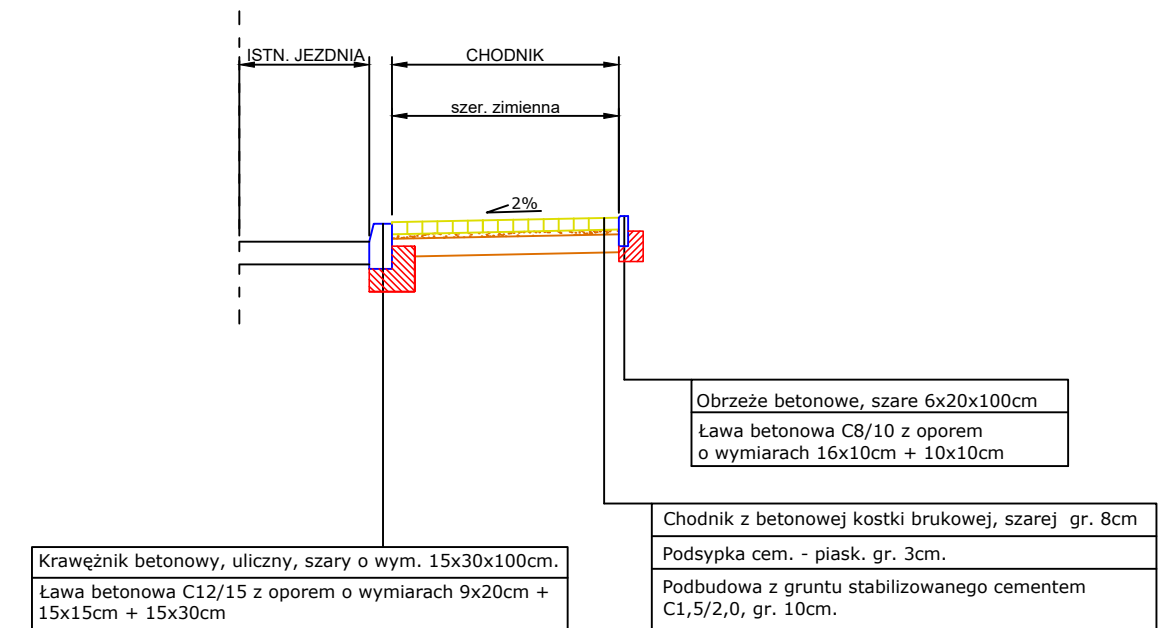 ISTN. JEZDNIA
CHODNIK
szer. zimienna
2%
Obrzeże betonowe, szare 6x20x100cm
Ława betonowa C8/10 z oporem
o wymiarach 16x10cm + 10x10cm
Chodnik z betonowej kostki brukowej, szarej gr. 8cm
Podsypka cem. - piask. gr. 3cm.
Podbudowa z gruntu stabilizowanego cementem
C1,5/2,0, gr. 10cm.
Krawężnik betonowy, uliczny, szary o wym. 15x30x100cm.
Ława betonowa C12/15 z oporem o wymiarach 9x20cm +
15x15cm + 15x30cm